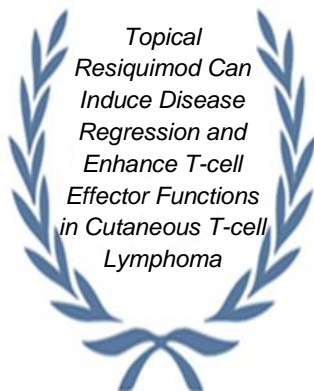 Topical
Resiquimod Can
Induce Disease
Regression and
Enhance T-cell
Effector Functions
in Cutaneous T-cell
Lymphoma